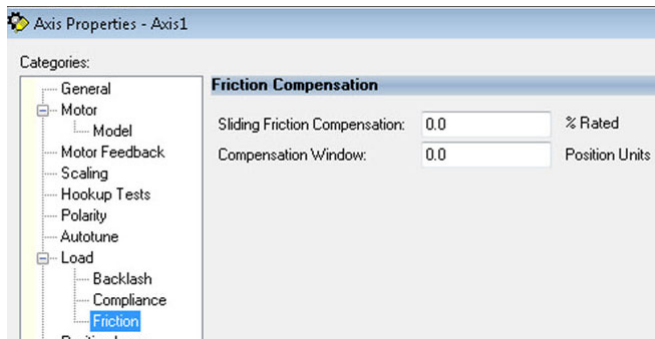 Axis Properties - Axis1
Categories:
General
Motor
Model
Motor Feedback
Scaling
Hookup Tests
Polarity
Autotune
Load
Backlash
Compliance
Friction
Friction Compensation
Sliding Friction Compensation: 0.0 % Rated
Compensation Window: 0.0 Position Units